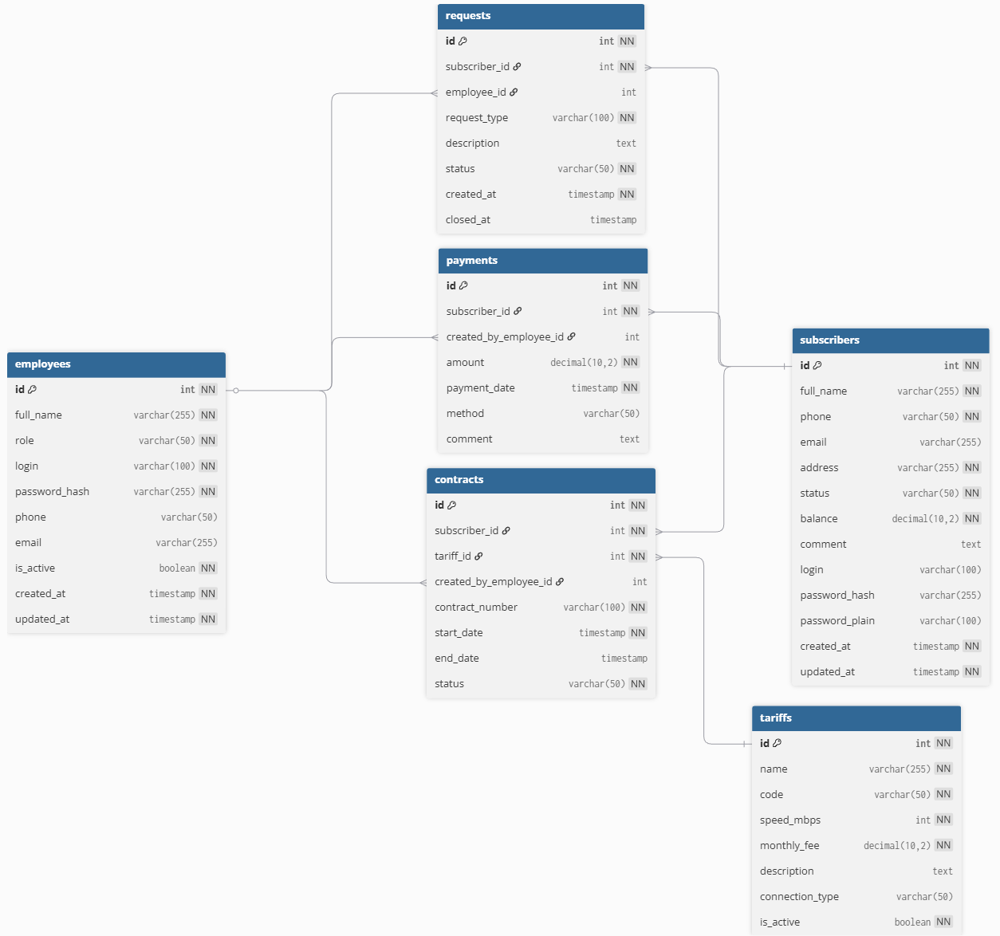 requests
id int NN
subscriber_id int NN
employee_id int
request_type varchar(100) NN
description text
status varchar(50) NN
created_at timestamp NN
closed_at timestamp
payments
id int NN
subscriber_id int NN
created_by_employee_id int
amount decimal(10,2) NN
payment_date timestamp NN
method varchar(50)
comment text
employees
id int NN
full_name varchar(255) NN
role varchar(50) NN
login varchar(100) NN
password_hash varchar(255) NN
phone varchar(50)
email varchar(255)
is_active boolean NN
created_at timestamp NN
updated_at timestamp NN
contracts
id int NN
subscriber_id int NN
tariff_id int NN
created_by_employee_id int
contract_number varchar(100) NN
start_date timestamp NN
end_date timestamp
status varchar(50) NN
subscribers
id int NN
full_name varchar(255) NN
phone varchar(50) NN
email varchar(255)
address varchar(255) NN
status varchar(50) NN
balance decimal(10,2) NN
comment text
login varchar(100)
password_hash varchar(255)
password_plain varchar(100)
created_at timestamp NN
updated_at timestamp NN
tariffs
id int NN
name varchar(255) NN
code varchar(50) NN
speed_mbps int NN
monthly_fee decimal(10,2) NN
description text
connection_type varchar(50)
is_active boolean NN